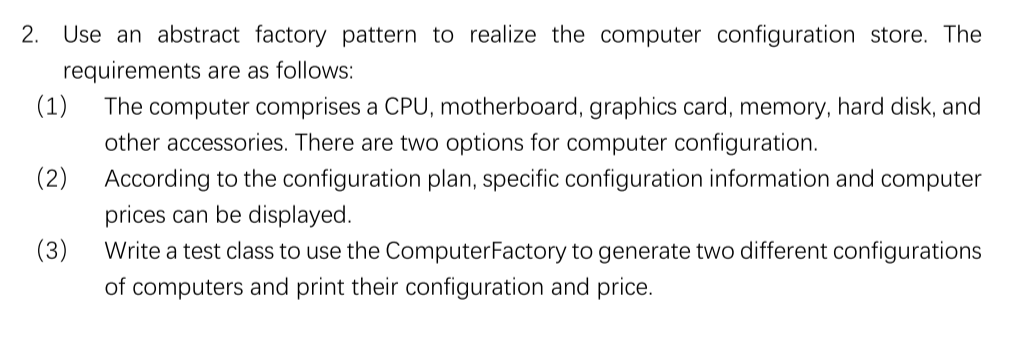 2. Use an abstract factory pattern to realize the computer configuration store. The
requirements are as follows:
(1) The computer comprises a CPU, motherboard, graphics card, memory, hard disk, and
other accessories. There are two options for computer configuration.
(2) According to the configuration plan, specific configuration information and computer
prices can be displayed.
(3) Write a test class to use the ComputerFactory to generate two different configurations
of computers and print their configuration and price.